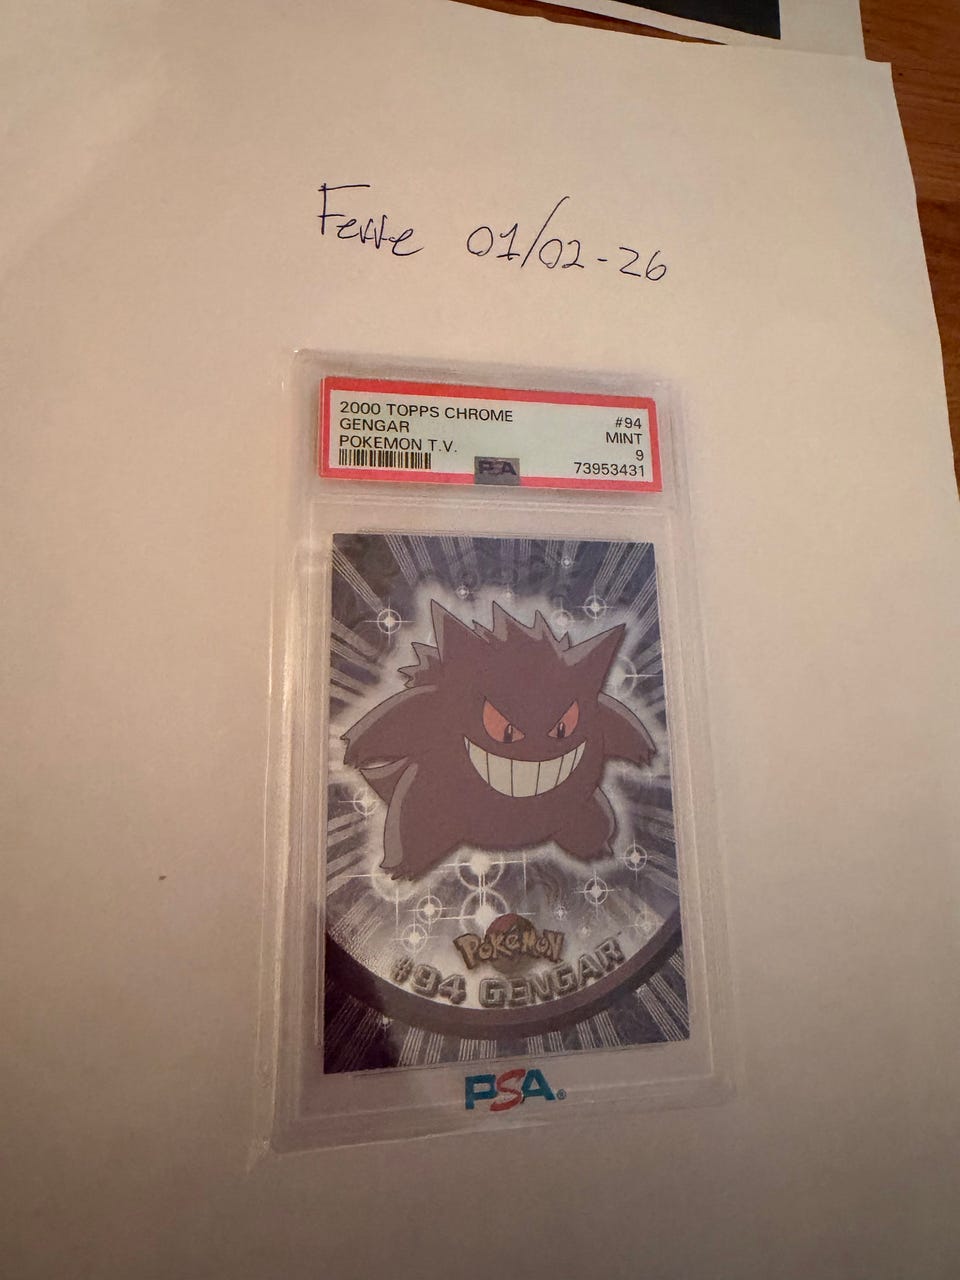 Ferre 01/02-26
2000 TOPPS CHROME #94
GENGAR MINT
POKEMON T.V. 9
PSA 73953431
POKéMON
#94 GENGAR
PSA®